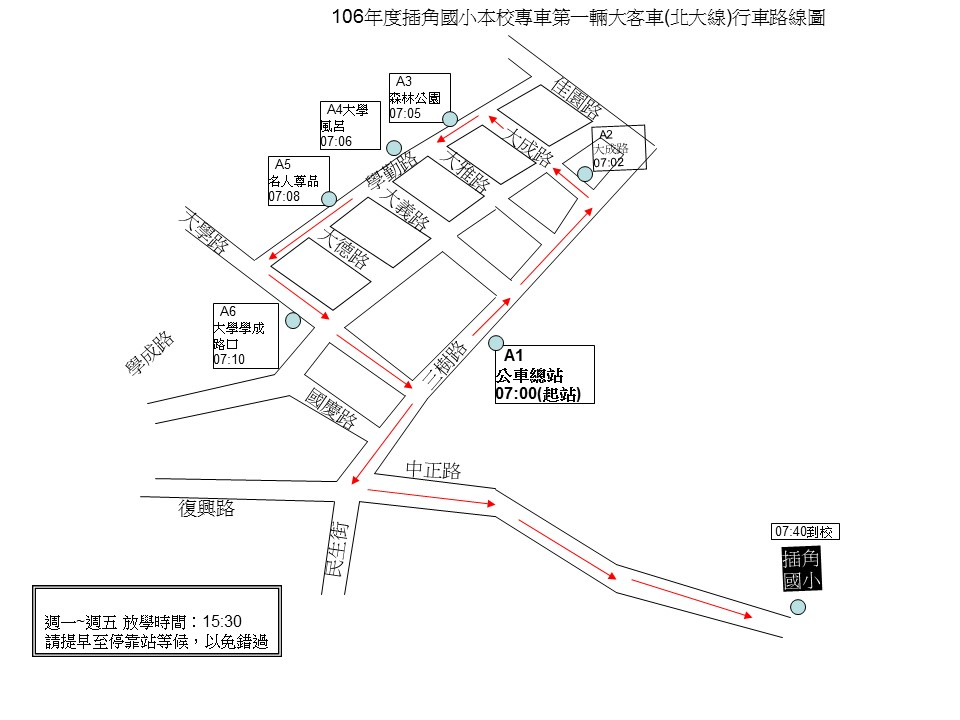 106年度插角國小本校專車第一輛大客車(北大線)行車路線圖
A3
森林公園
07:05
A4大學
風呂
07:06
A5
名人尊品
07:08
佳園路
A2
大成路
07:02
大成路
大雅路
學勤路
大義路
大德路
大學路
A6
大學學成
路口
07:10
學成路
三樹路
A1
公車總站
07:00(起站)
國慶路
中正路
復興路
民生街
07:40到校
插角
國小
週一~週五 放學時間：15:30
請提早至停靠站等候，以免錯過